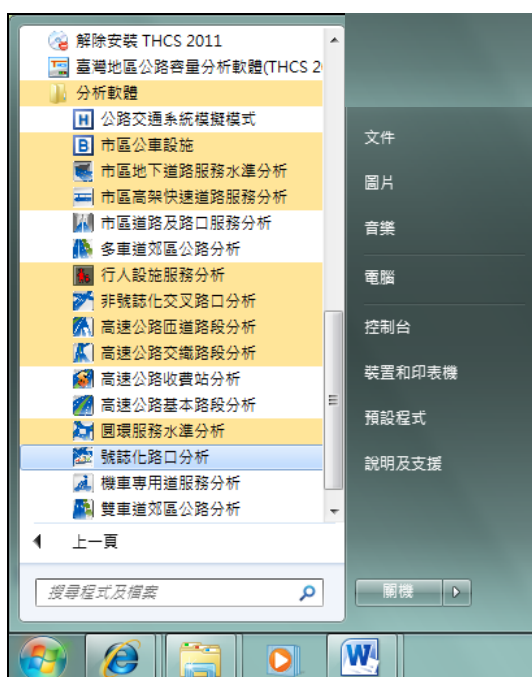 解除安裝 THCS 2011
臺灣地區公路容量分析軟體(THCS 2
分析軟體
公路交通系統模擬模式
市區公車設施
市區地下道路服務水準分析
市區高架快速道路服務分析
市區道路及路口服務分析
多車道郊區公路分析
行人設施服務分析
非號誌化交叉路口分析
高速公路匝道路段分析
高速公路交織路段分析
高速公路收費站分析
高速公路基本路段分析
圓環服務水準分析
號誌化路口分析
機車專用道服務分析
雙車道郊區公路分析
上一頁
搜尋程式及檔案
文件
圖片
音樂
電腦
控制台
裝置和印表機
預設程式
說明及支援
關機